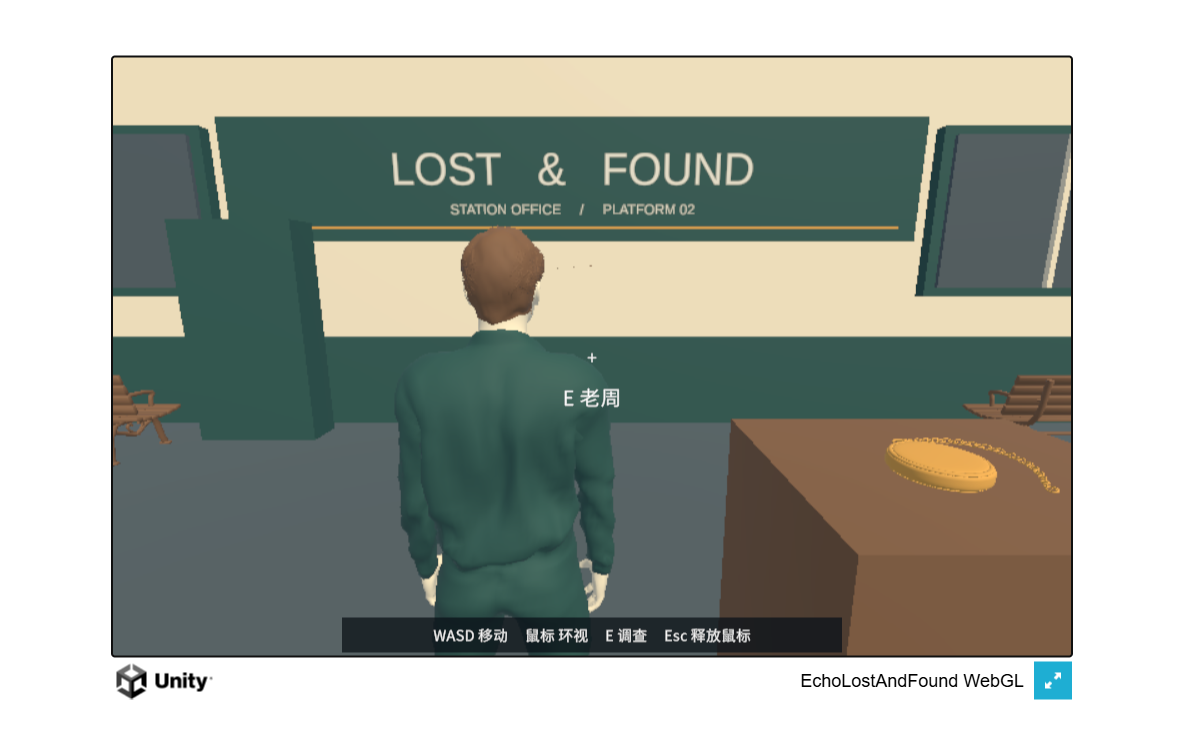 LOST & FOUND
STATION OFFICE / PLATFORM 02
+
E 老周
WASD 移动 鼠标 环视 E 调查 Esc 释放鼠标
Unity
EchoLostAndFound WebGL